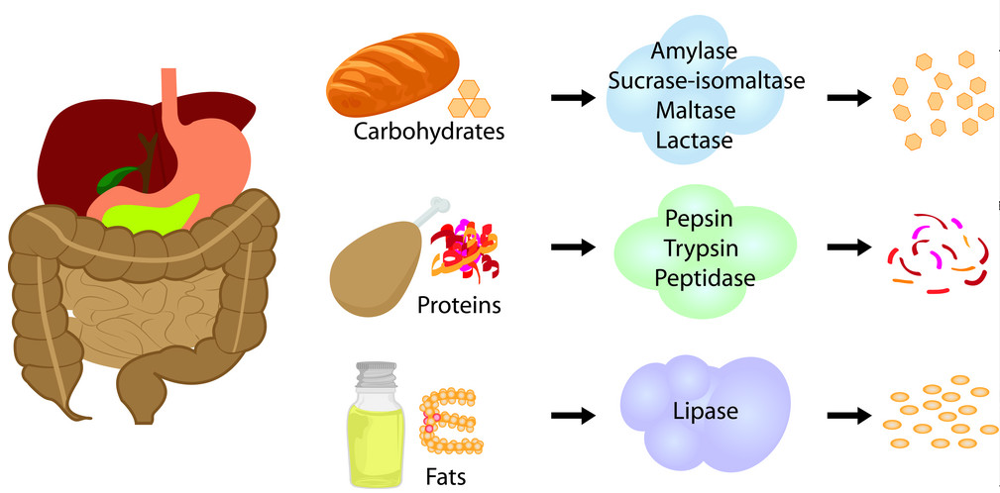 Carbohydrates
Amylase
Sucrase-isomaltase
Maltase
Lactase
Proteins
Pepsin
Trypsin
Peptidase
Fats
Lipase